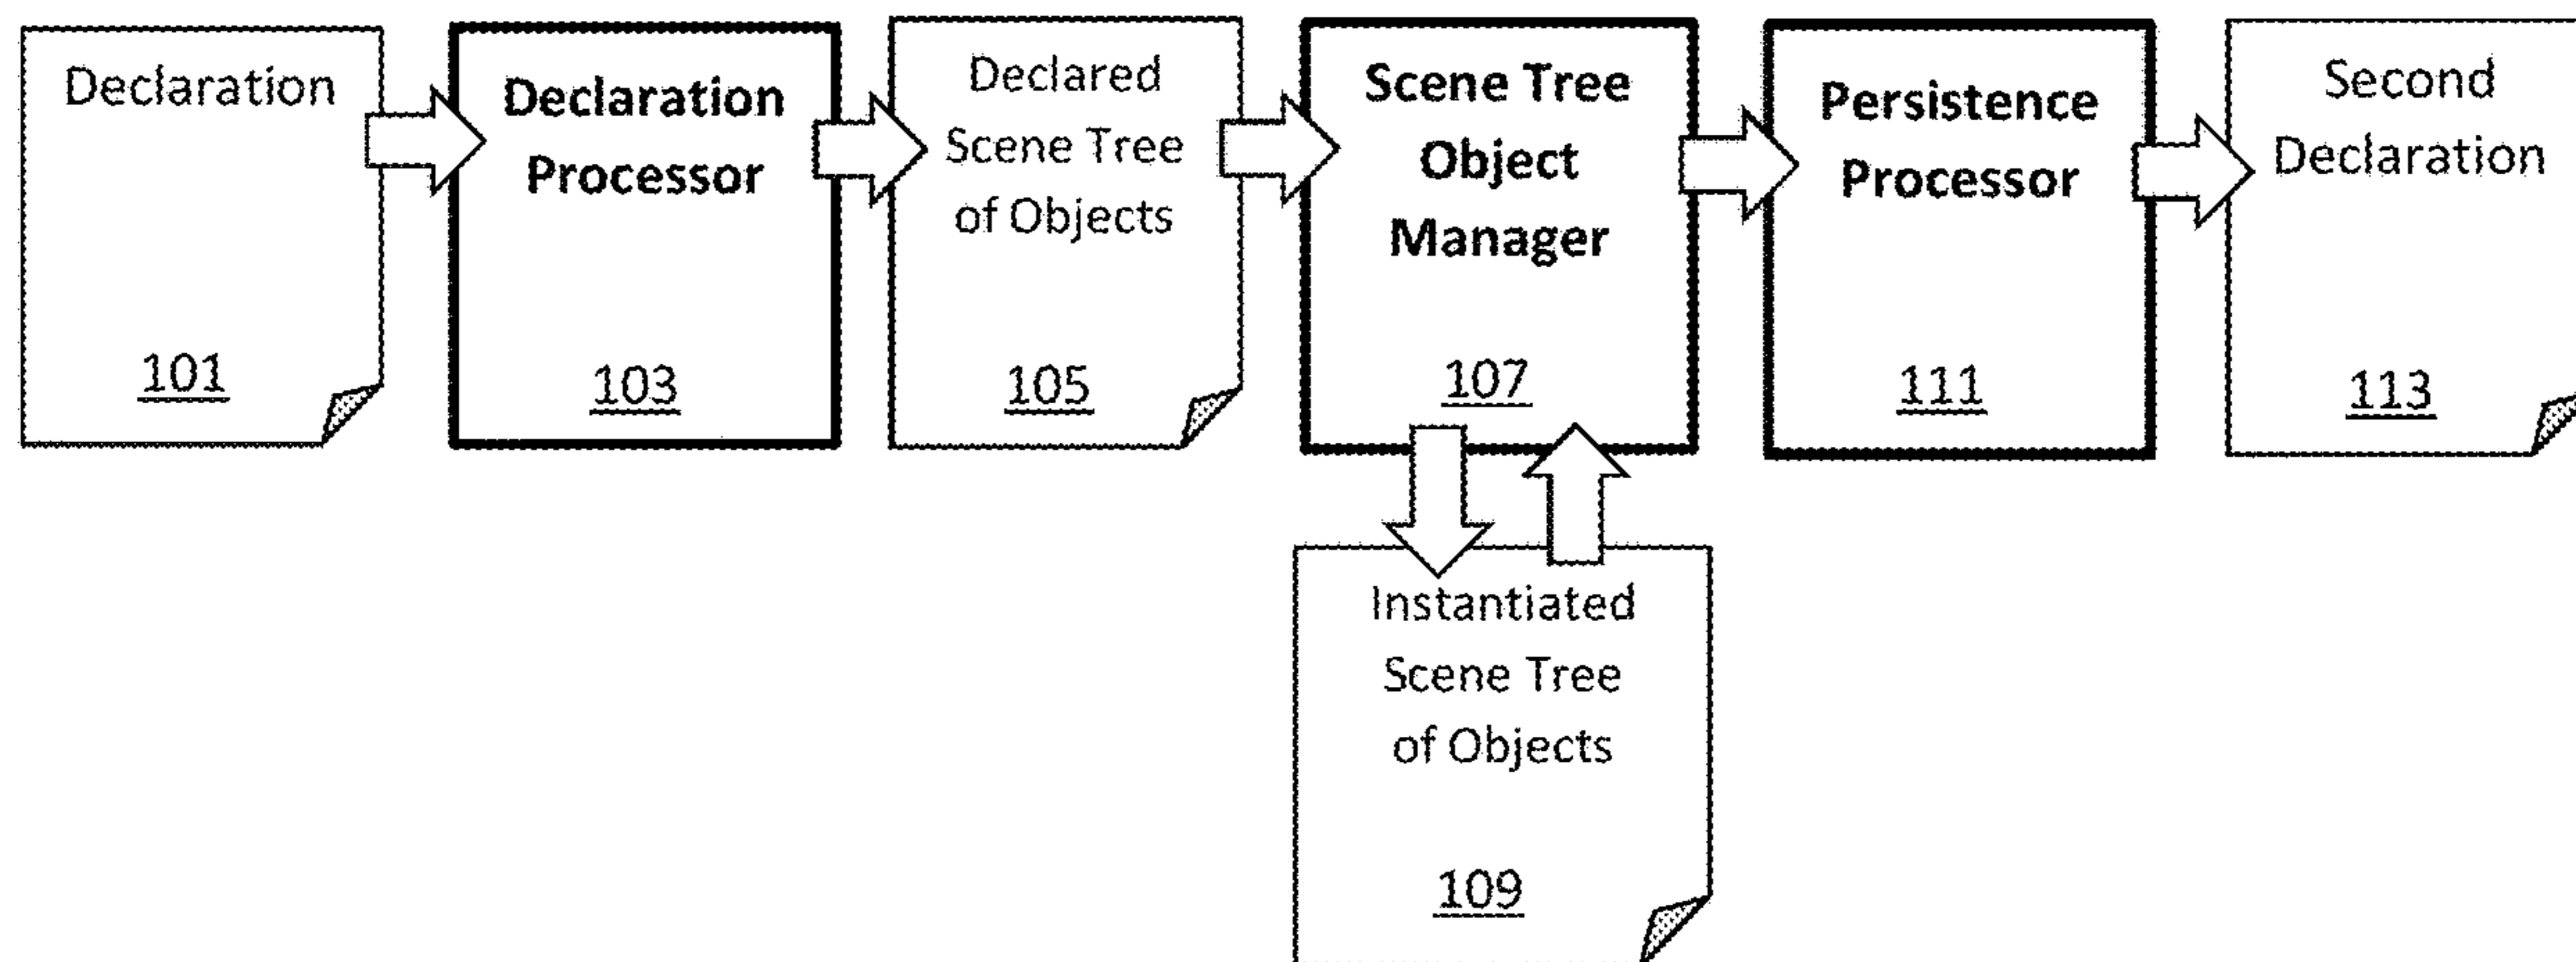 Declaration
101
Declaration
Processor
103
Declared
Scene Tree
of Objects
105
Scene Tree
Object
Manager
107
Persistence
Processor
111
Second
Declaration
113
Instantiated
Scene Tree
of Objects
109